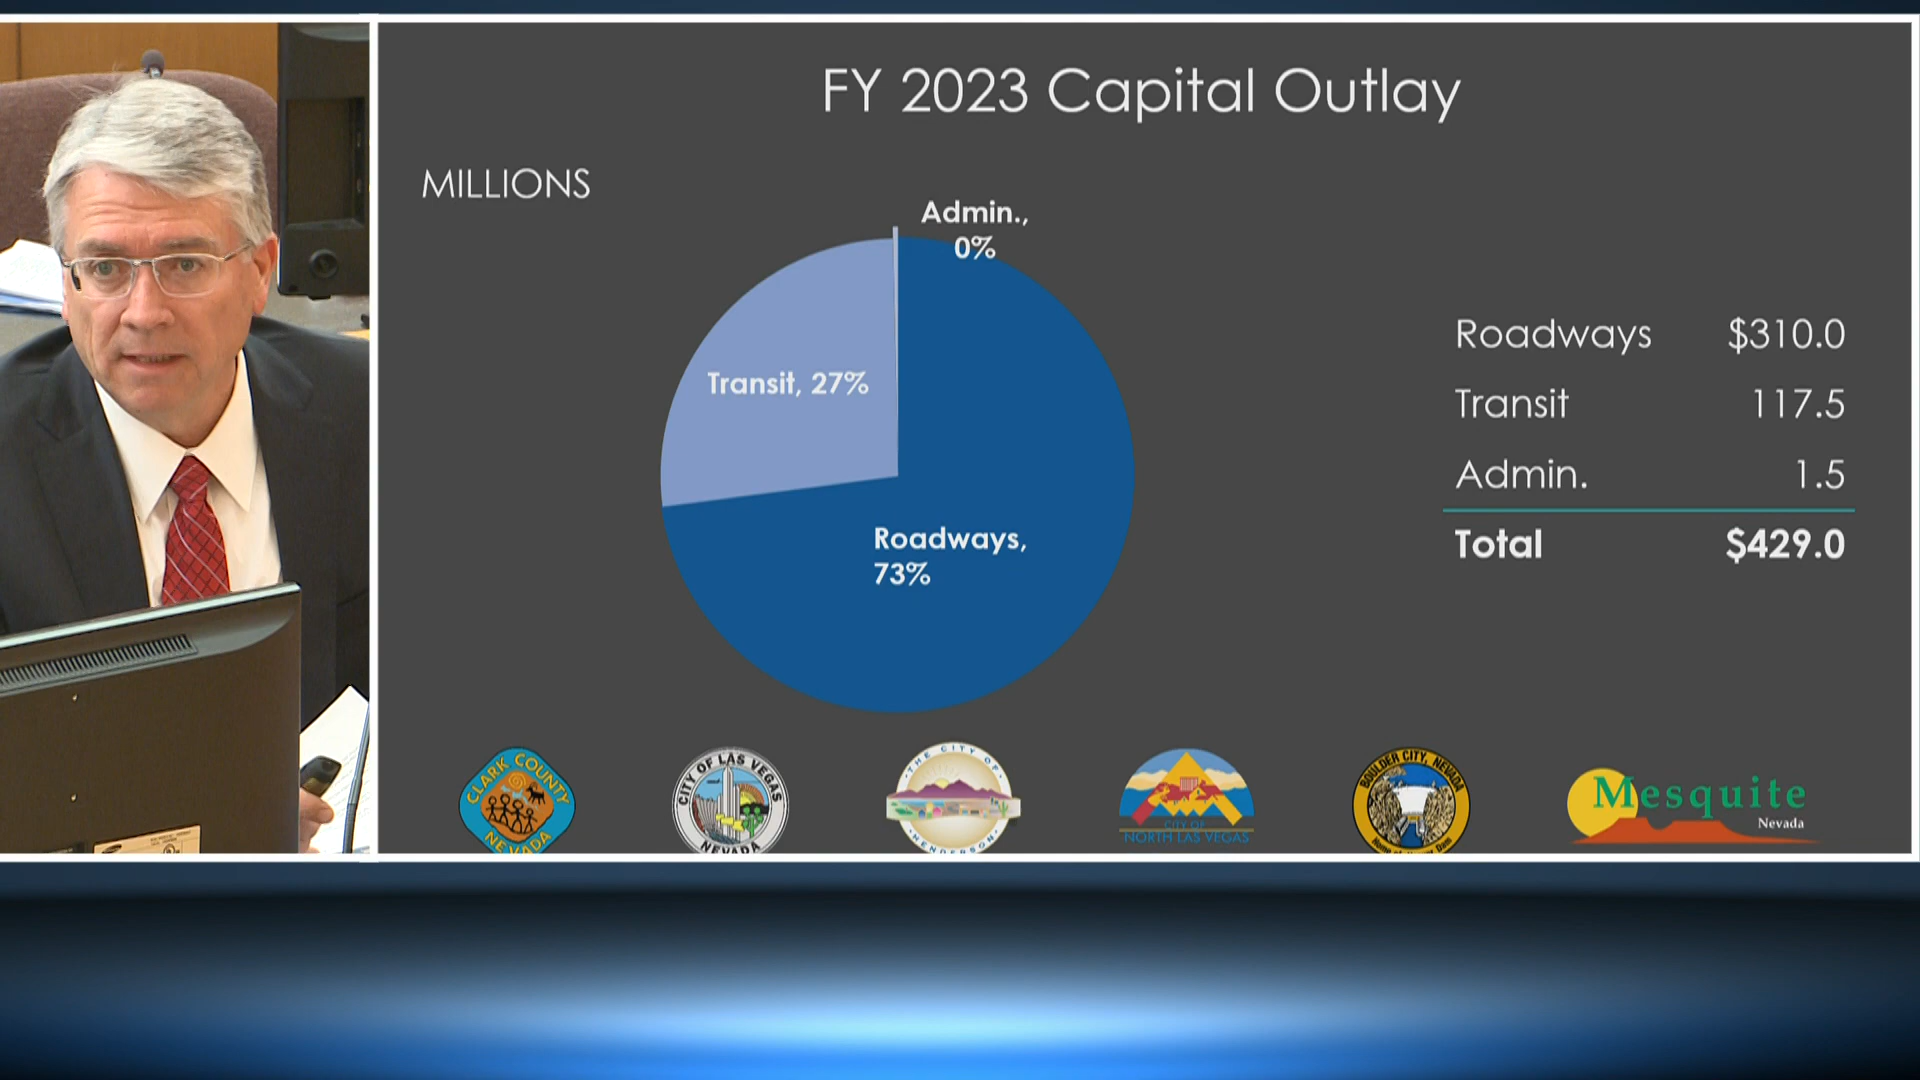 FY 2023 Capital Outlay
MILLIONS
Admin.,
0%
Transit, 27%
Roadways,
73%
Roadways $310.0
Transit 117.5
Admin. 1.5
Total $429.0
CLARK COUNTY
NEVADA
CITY OF LAS VEGAS
NEVADA
THE CITY OF
HENDERSON
CITY OF
NORTH LAS VEGAS
BOULDER CITY, NEVADA
Mesquite
Nevada